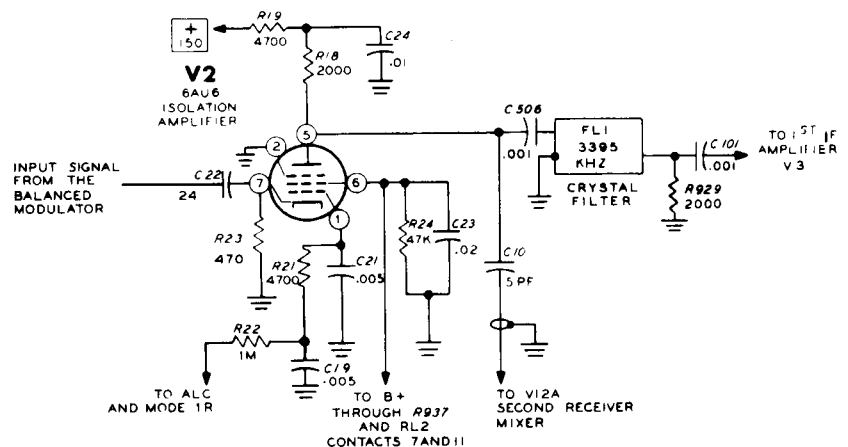 +
150
R19
4700
C24
.01
R18
2000
V2
6AU6
ISOLATION
AMPLIFIER
5
2
7
6
1
INPUT SIGNAL
FROM THE
BALANCED
MODULATOR
C22
24
R23
470
R21
4700
C21
.005
R24
47K
C23
.02
C506
.001
FL1
3395
KHZ
CRYSTAL
FILTER
C101
.001
R929
2000
TO 1ST IF
AMPLIFIER
V3
C10
5 PF
R22
1M
C19
.005
TO ALC
AND MODE 1R
TO B+
THROUGH R937
AND RL2
CONTACTS 7 AND 11
TO V12A
SECOND RECEIVER
MIXER